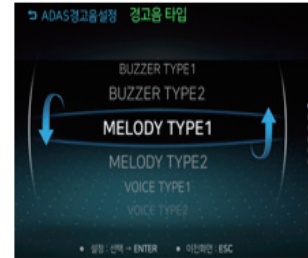 ADAS경고음설정 경고음 타입
BUZZER TYPE1
BUZZER TYPE2
MELODY TYPE1
MELODY TYPE2
VOICE TYPE1
VOICE TYPE2
• 설정 : 선택 → ENTER • 이전화면 : ESC